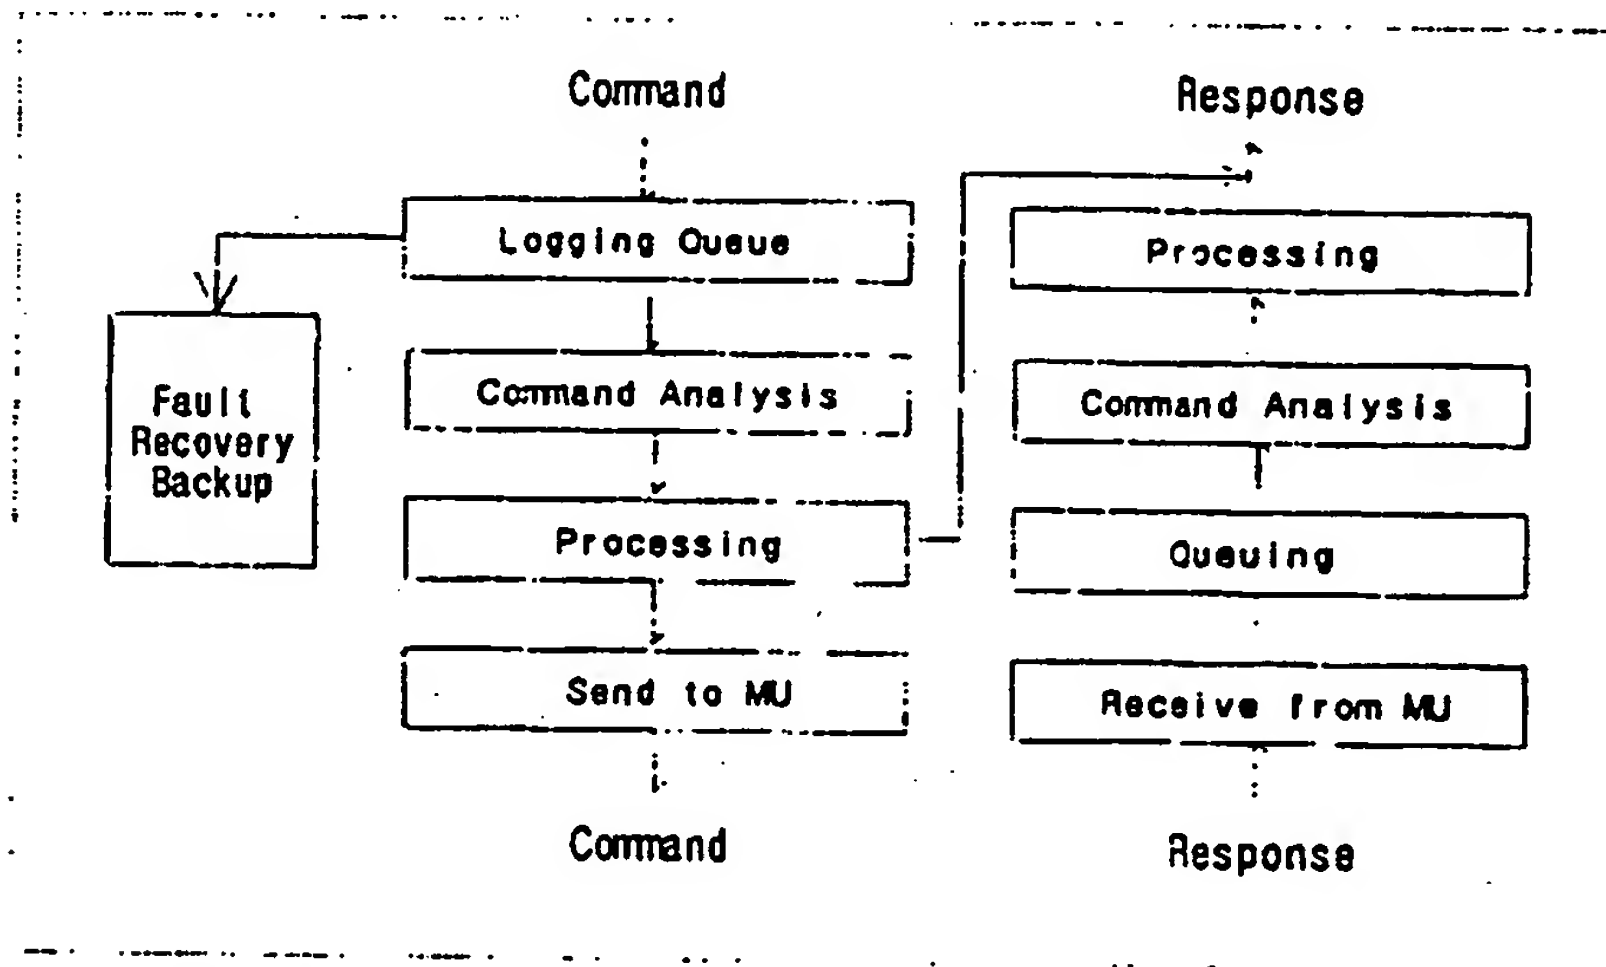 Command
Logging Queue
Fault
Recovery
Backup
Command Analysis
Processing
Send to MU
Command
Response
Processing
Command Analysis
Queuing
Receive from MU
Response